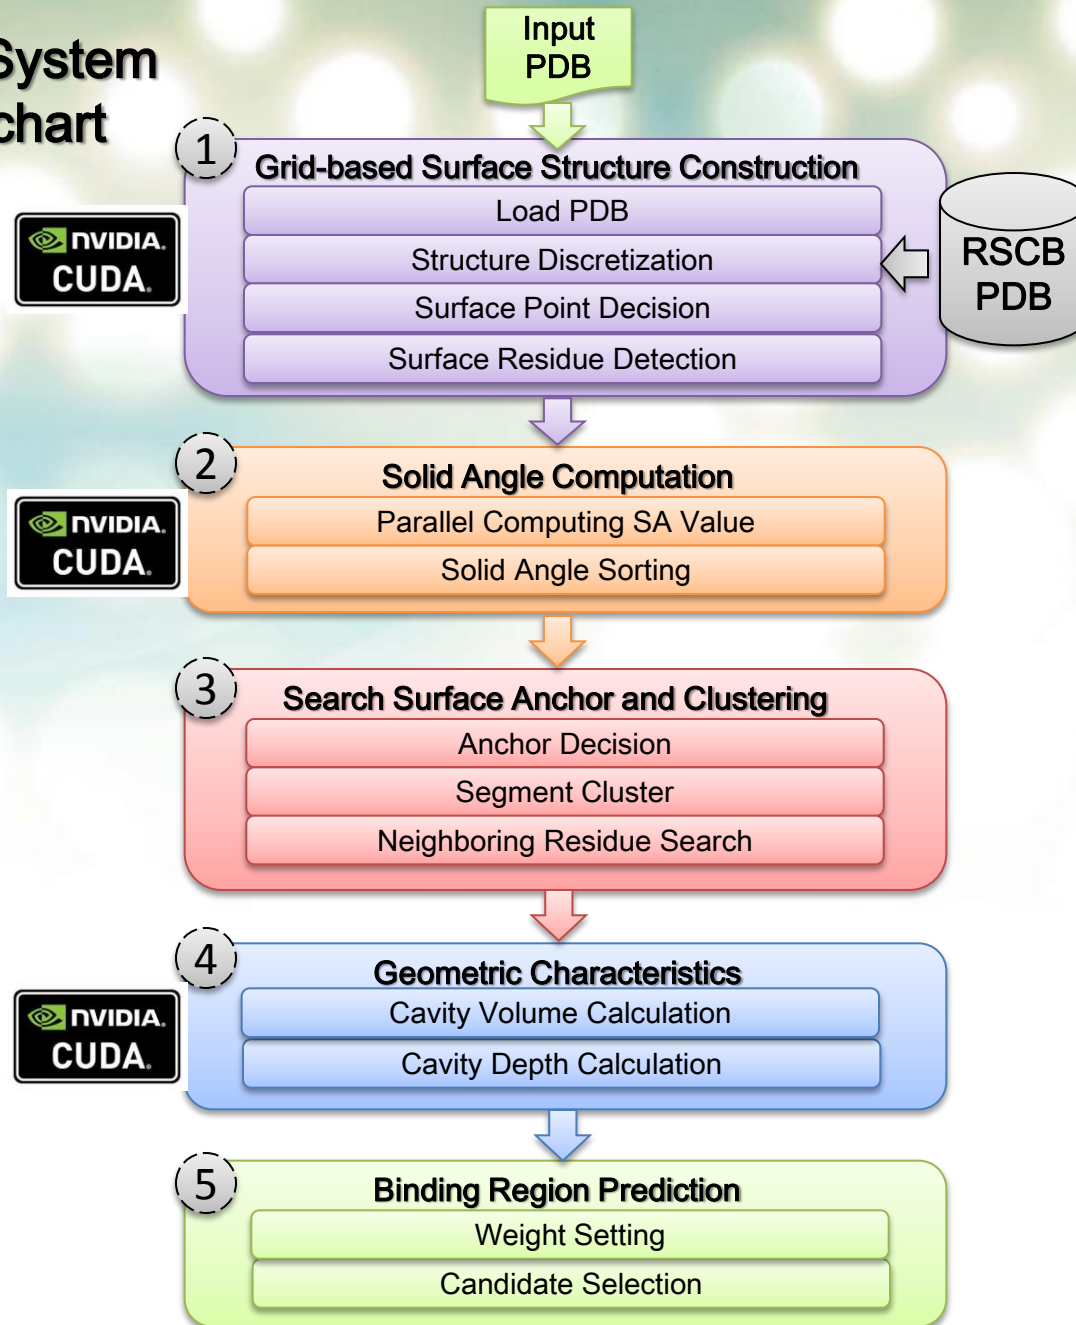 System
chart
Input
PDB
1
Grid-based Surface Structure Construction
Load PDB
Structure Discretization
Surface Point Decision
Surface Residue Detection
NVIDIA.
CUDA.
RSCB
PDB
2
Solid Angle Computation
Parallel Computing SA Value
Solid Angle Sorting
NVIDIA.
CUDA.
3
Search Surface Anchor and Clustering
Anchor Decision
Segment Cluster
Neighboring Residue Search
4
Geometric Characteristics
Cavity Volume Calculation
Cavity Depth Calculation
NVIDIA.
CUDA.
5
Binding Region Prediction
Weight Setting
Candidate Selection